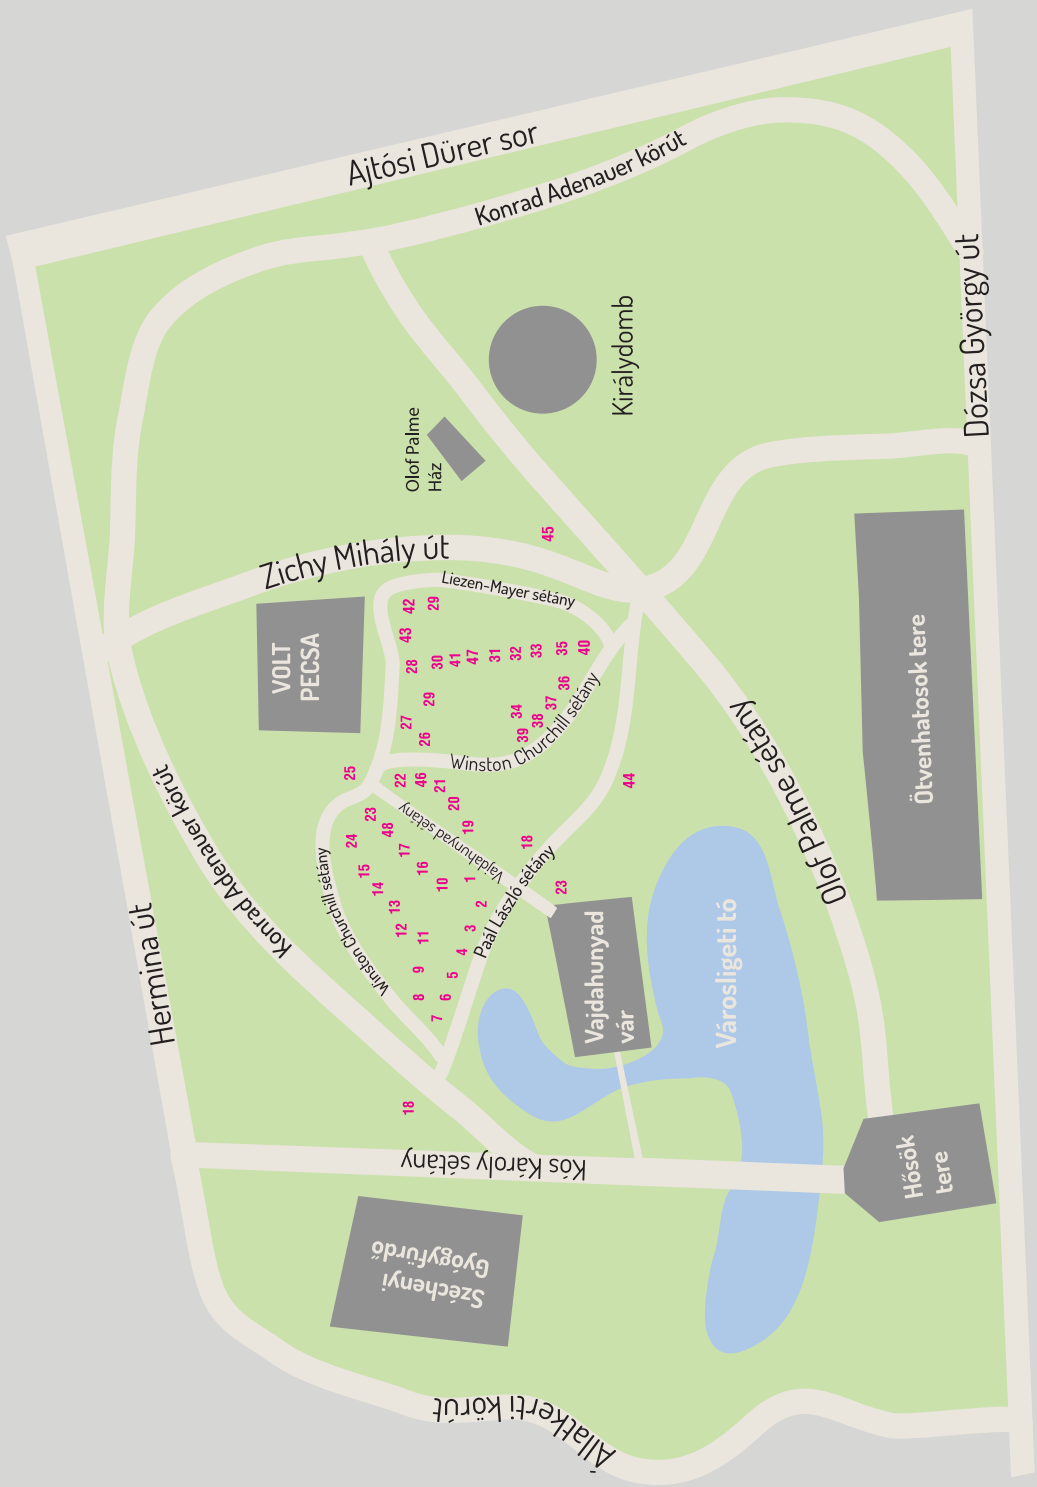 Ajtósi Dürer sor
Konrad Adenauer körút
Dózsa György út
Királydomb
Olof Palme
Ház
45
Zichy Mihály út
Liezen-Mayer sétány
VOLT
PECSA
42
29
43
28
30
41
47
31
32
33
35
40
36
37
34
38
39
29
27
26
Winston Churchill sétány
Ötvenhatosok tere
Olof Palme sétány
44
25
22
46
21
20
19
18
23
48
24
17
16
15
14
13
12
11
10
1
2
3
4
5
6
7
8
9
23
Vajdahunyad sétány
Paál László sétány
Winston Churchill sétány
Konrad Adenauer körút
Hermina út
Vajdahunyad
vár
Városligeti tó
18
Kós Károly sétány
Hősök
tere
Széchenyi
Gyógyfürdő
Állatkerti körút